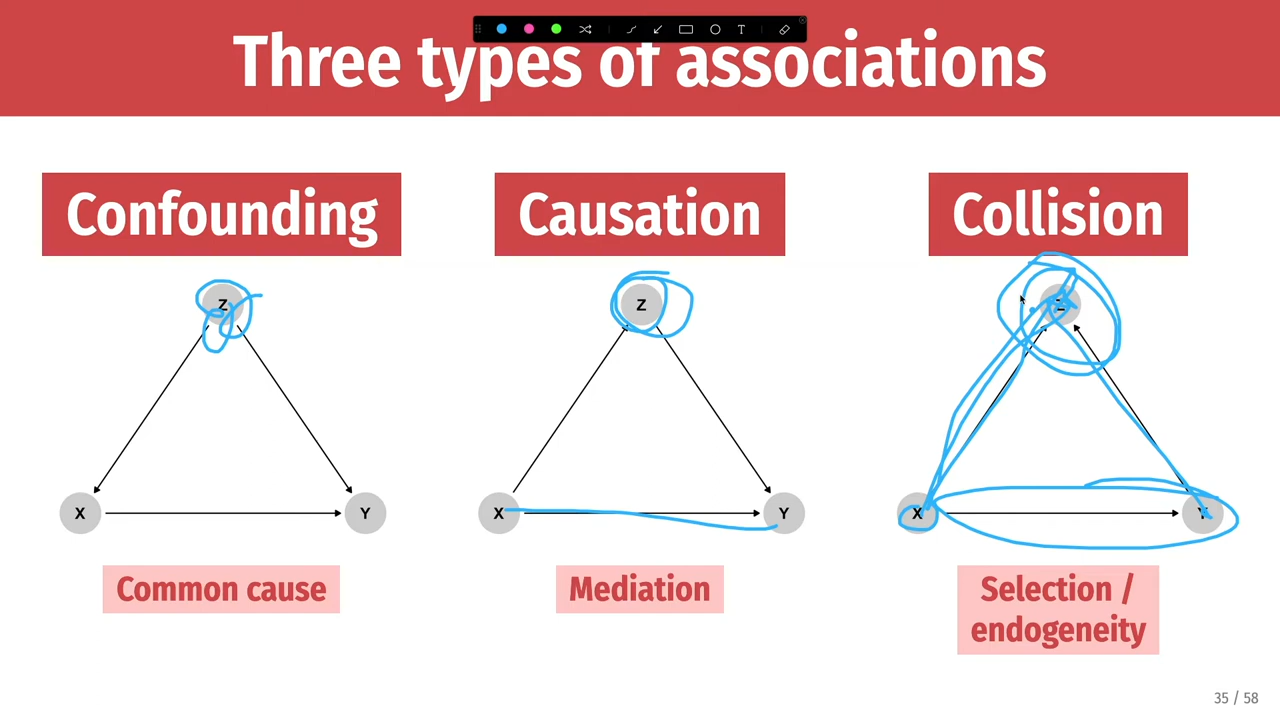 Three types of associations
Confounding
Causation
Collision
Z
Z
Z
X
Y
X
Y
X
Y
Common cause
Mediation
Selection /
endogeneity
35 / 58
T